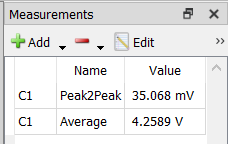 Measurements
Add Edit »
Name Value
C1 Peak2Peak 35.068 mV
C1 Average 4.2589 V